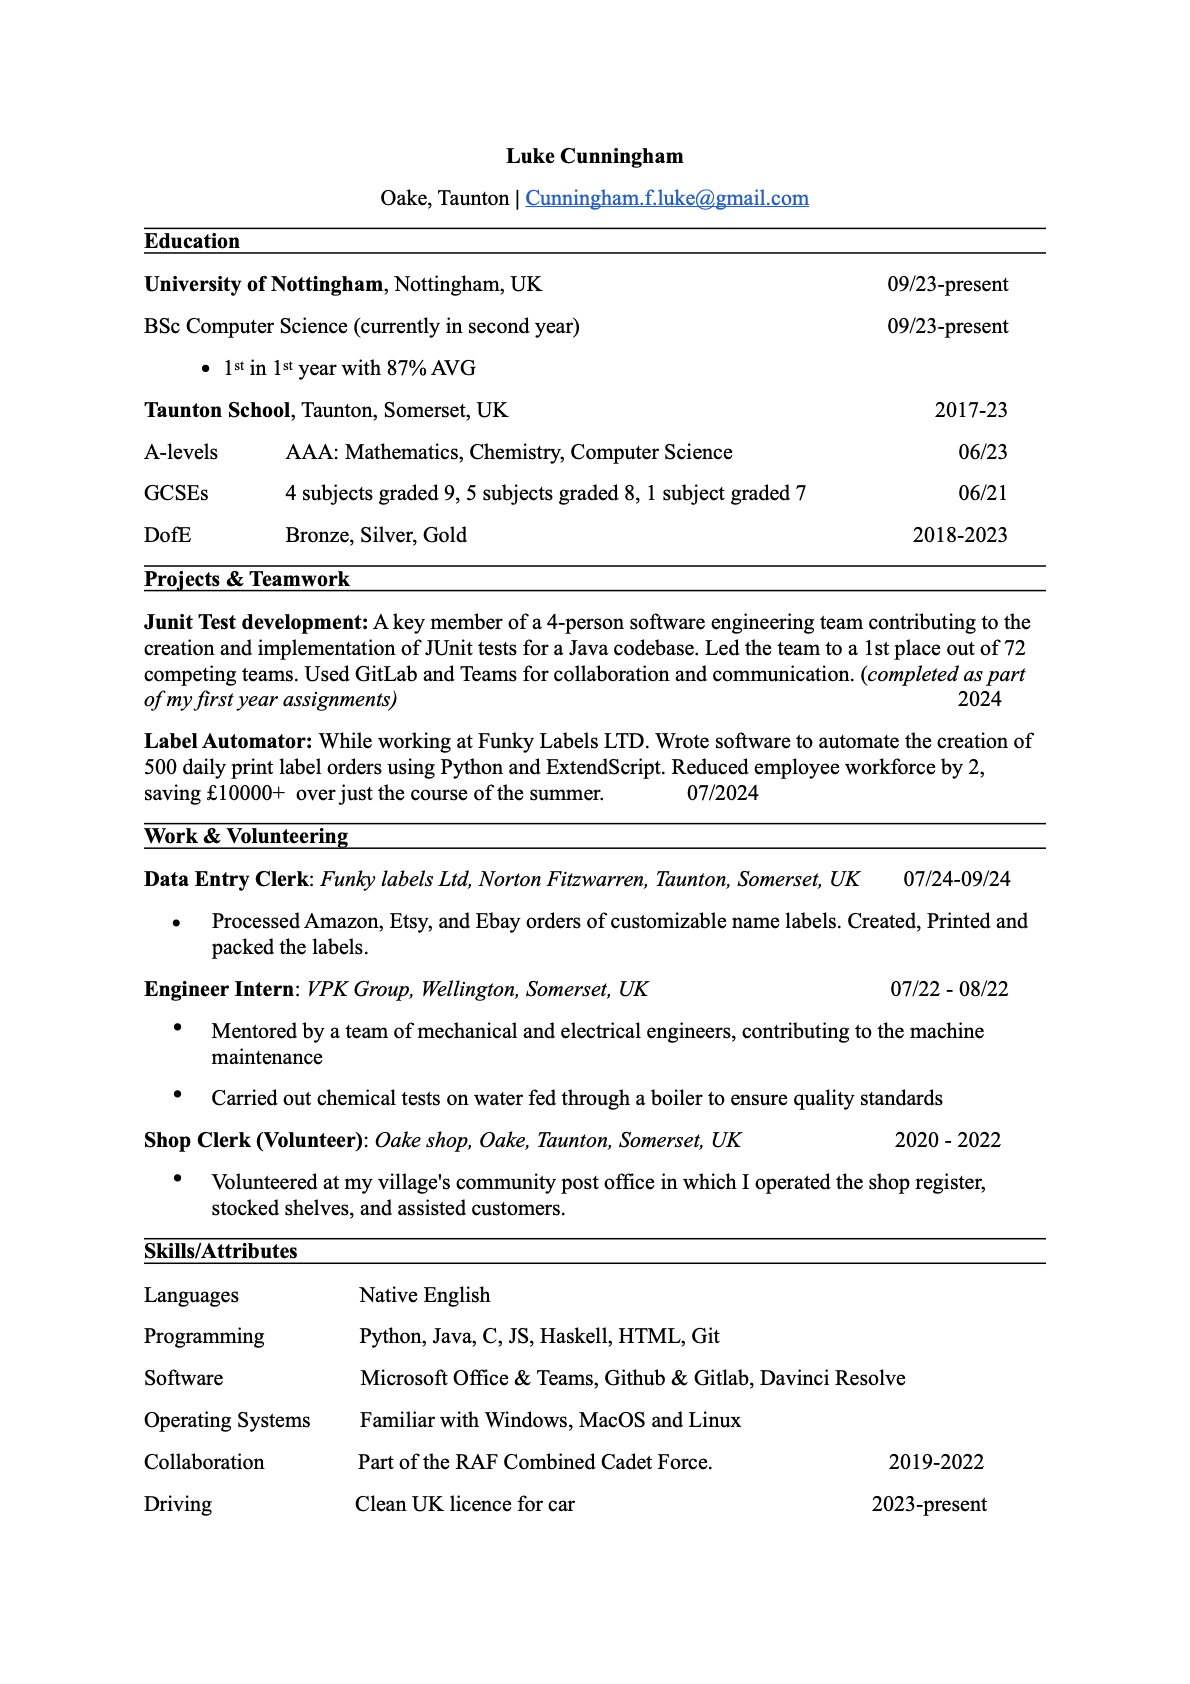 Luke Cunningham
Oake, Taunton | Cunningham.f.luke@gmail.com
Education
University of Nottingham, Nottingham, UK 09/23-present
BSc Computer Science (currently in second year) 09/23-present
• 1st in 1st year with 87% AVG
Taunton School, Taunton, Somerset, UK 2017-23
A-levels AAA: Mathematics, Chemistry, Computer Science 06/23
GCSEs 4 subjects graded 9, 5 subjects graded 8, 1 subject graded 7 06/21
DofE Bronze, Silver, Gold 2018-2023
Projects & Teamwork
Junit Test development: A key member of a 4-person software engineering team contributing to the
creation and implementation of JUnit tests for a Java codebase. Led the team to a 1st place out of 72
competing teams. Used GitLab and Teams for collaboration and communication. (completed as part
of my first year assignments) 2024
Label Automator: While working at Funky Labels LTD. Wrote software to automate the creation of
500 daily print label orders using Python and ExtendScript. Reduced employee workforce by 2,
saving £10000+ over just the course of the summer. 07/2024
Work & Volunteering
Data Entry Clerk: Funky labels Ltd, Norton Fitzwarren, Taunton, Somerset, UK 07/24-09/24
• Processed Amazon, Etsy, and Ebay orders of customizable name labels. Created, Printed and
packed the labels.
Engineer Intern: VPK Group, Wellington, Somerset, UK 07/22 - 08/22
• Mentored by a team of mechanical and electrical engineers, contributing to the machine
maintenance
• Carried out chemical tests on water fed through a boiler to ensure quality standards
Shop Clerk (Volunteer): Oake shop, Oake, Taunton, Somerset, UK 2020 - 2022
• Volunteered at my village's community post office in which I operated the shop register,
stocked shelves, and assisted customers.
Skills/Attributes
Languages Native English
Programming Python, Java, C, JS, Haskell, HTML, Git
Software Microsoft Office & Teams, Github & Gitlab, Davinci Resolve
Operating Systems Familiar with Windows, MacOS and Linux
Collaboration Part of the RAF Combined Cadet Force. 2019-2022
Driving Clean UK licence for car 2023-present